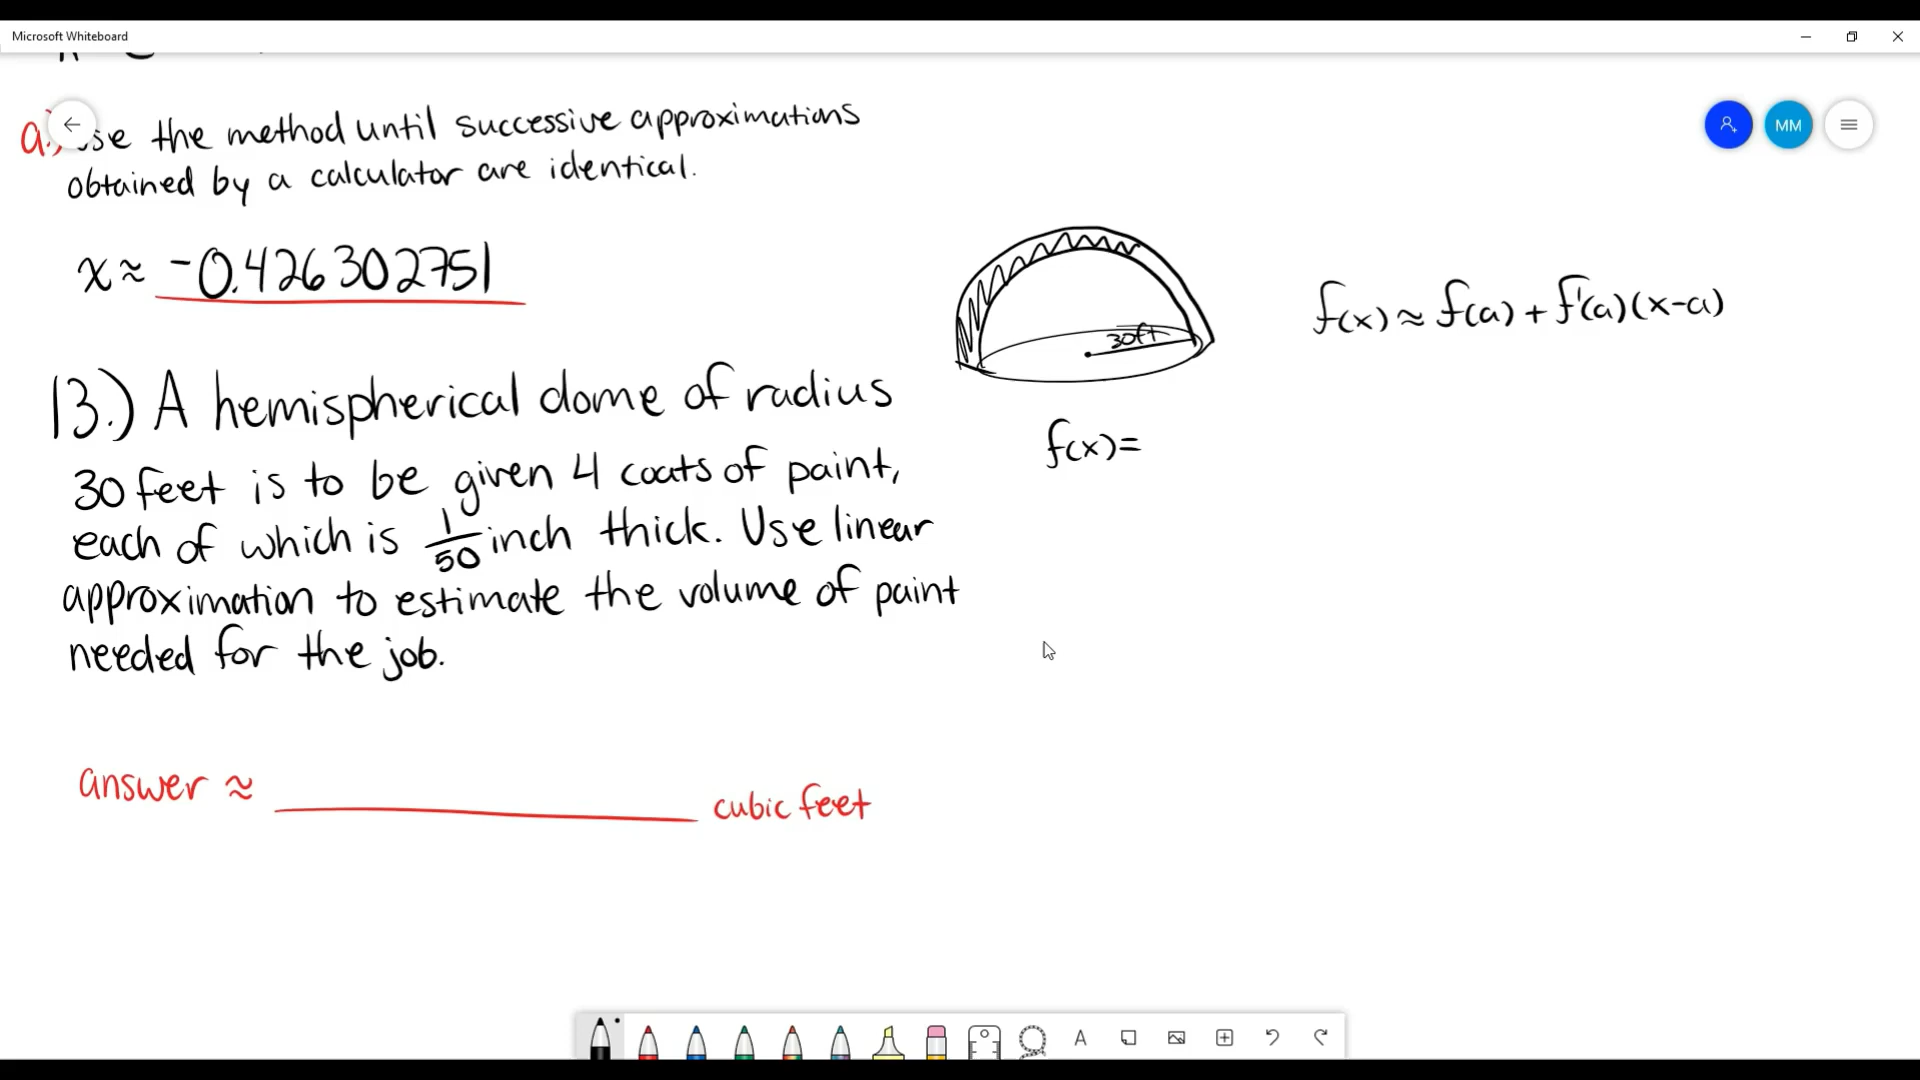 Microsoft Whiteboard
a.) Use the method until successive approximations
obtained by a calculator are identical.
x ≈ -0.426302751
30ft
f(x) ≈ f(a) + f'(a)(x-a)
13.) A hemispherical dome of radius
30 feet is to be given 4 coats of paint,
each of which is 1/50 inch thick. Use linear
approximation to estimate the volume of paint
needed for the job.
f(x)=
answer ≈ ________ cubic feet
MM
A